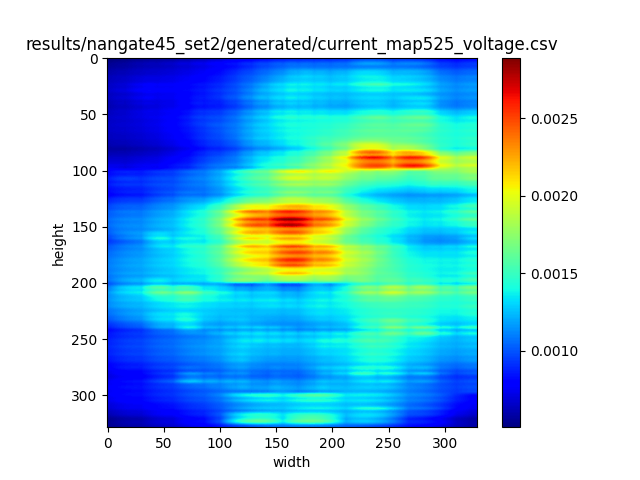 results/nangate45_set2/generated/current_map525_voltage.csv
0
50
100
150
200
250
300
height
0 50 100 150 200 250 300
width
0.0025
0.0020
0.0015
0.0010